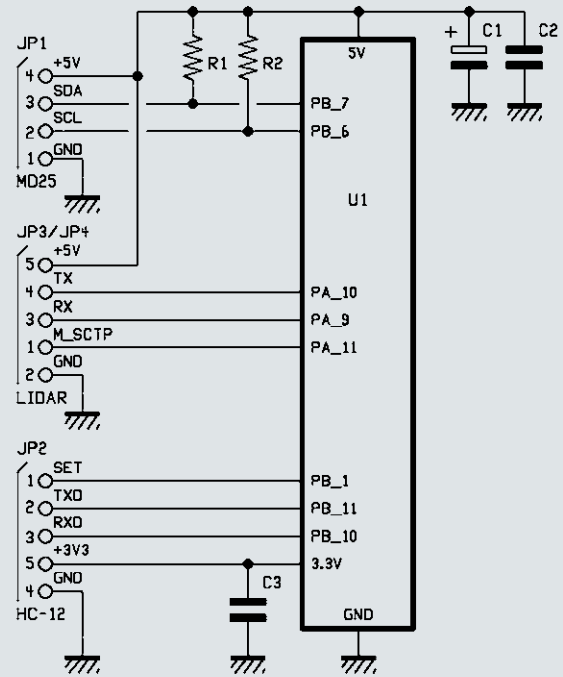 JP1
4 +5V
3 SDA
2 SCL
1 GND
MD25
R1
R2
5V
PB_7
PB_6
U1
+ C1
C2
JP3/JP4
5 +5V
4 TX
3 RX
1 M_SCTP
2 GND
LIDAR
PA_10
PA_9
PA_11
JP2
1 SET
2 TXD
3 RXD
5 +3V3
4 GND
HC-12
PB_1
PB_11
PB_10
3.3V
C3
GND